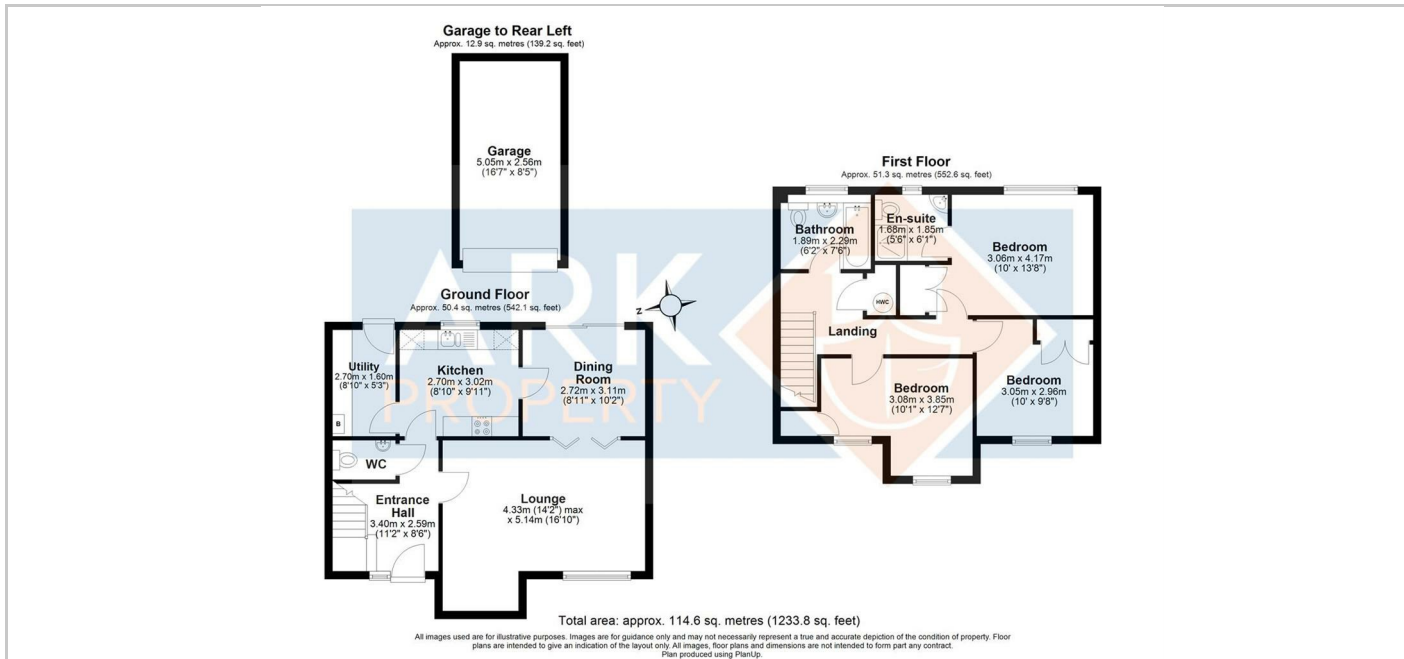 Garage to Rear Left
Approx. 12.9 sq. metres (139.2 sq. feet)
Garage
5.05m x 2.56m
(16'7" x 8'5")
Ground Floor
Approx. 50.4 sq. metres (542.1 sq. feet)
N
Utility
2.70m x 1.60m
(8'10" x 5'3")
B
Kitchen
2.70m x 3.02m
(8'10" x 9'11")
Dining
Room
2.72m x 3.11m
(8'11" x 10'2")
WC
Entrance
Hall
3.40m x 2.59m
(11'2" x 8'6")
Lounge
4.33m (14'2") max
x 5.14m (16'10")
First Floor
Approx. 51.3 sq. metres (552.6 sq. feet)
Bathroom
1.89m x 2.29m
(6'2" x 7'6")
En-suite
1.68m x 1.85m
(5'6" x 6'1")
Bedroom
3.06m x 4.17m
(10' x 13'8")
HWC
Landing
Bedroom
3.08m x 3.85m
(10'1" x 12'7")
Bedroom
3.05m x 2.96m
(10' x 9'8")
ARK
PROPERTY
Total area: approx. 114.6 sq. metres (1233.8 sq. feet)
All images used are for illustrative purposes. Images are for guidance only and may not necessarily represent a true and accurate depiction of the condition of property. Floor
plans are intended to give an indication of the layout only. All images, floor plans and dimensions are not intended to form part any contract.
Plan produced using PlanUp.